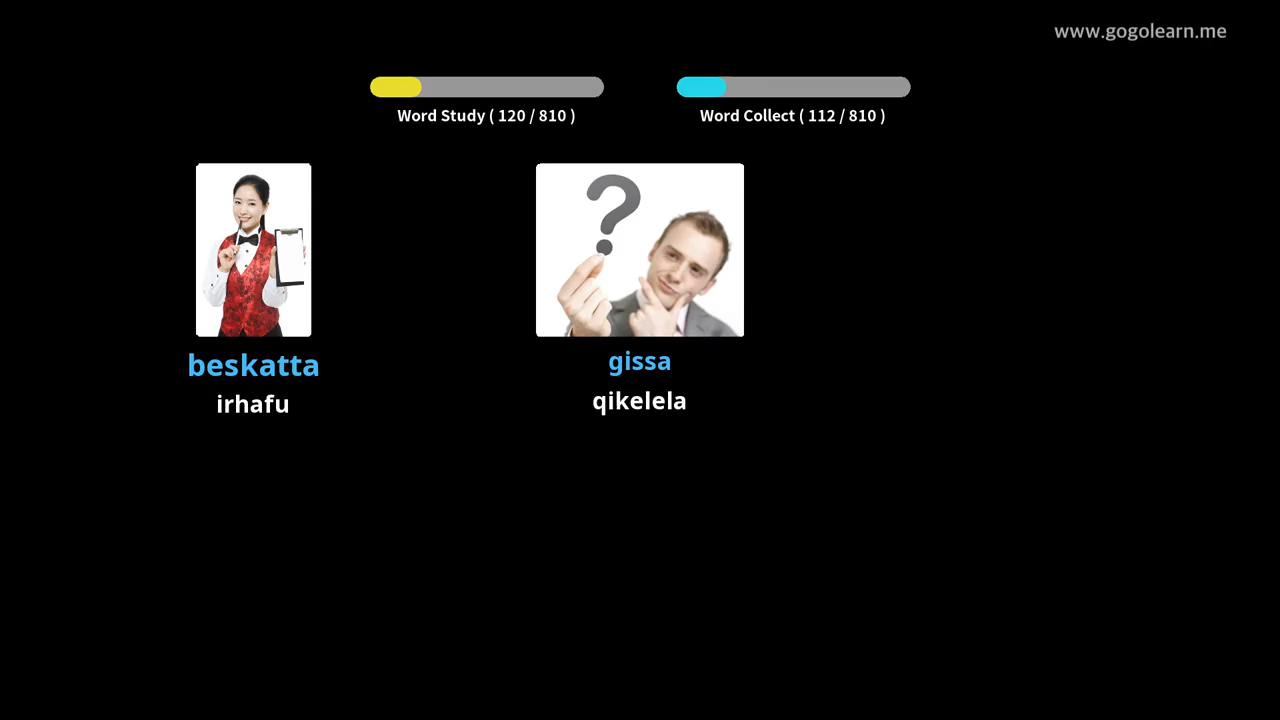 www.gogolearn.me
Word Study ( 120 / 810 )
Word Collect ( 112 / 810 )
beskatta
irhafu
gissa
qikelela